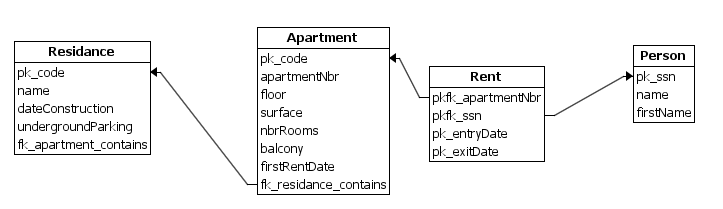 Residance
pk_code
name
dateConstruction
undergroundParking
fk_apartment_contains
Apartment
pk_code
apartmentNbr
floor
surface
nbrRooms
balcony
firstRentDate
fk_residance_contains
Rent
pkfk_apartmentNbr
pkfk_ssn
pk_entryDate
pk_exitDate
Person
pk_ssn
name
firstName